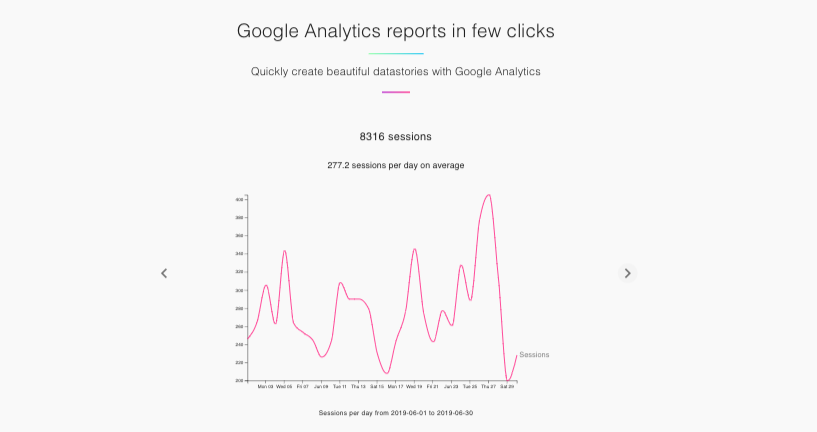 Google Analytics reports in few clicks
Quickly create beautiful datastories with Google Analytics
8316 sessions
277.2 sessions per day on average
400
380
360
340
320
300
280
260
240
220
200
Sessions
Mon 03 Wed 05 Fri 07 Jun 09 Tue 11 Thu 13 Sat 15 Mon 17 Wed 19 Fri 21 Jun 23 Tue 25 Thu 27 Sat 29
Sessions per day from 2019-06-01 to 2019-06-30